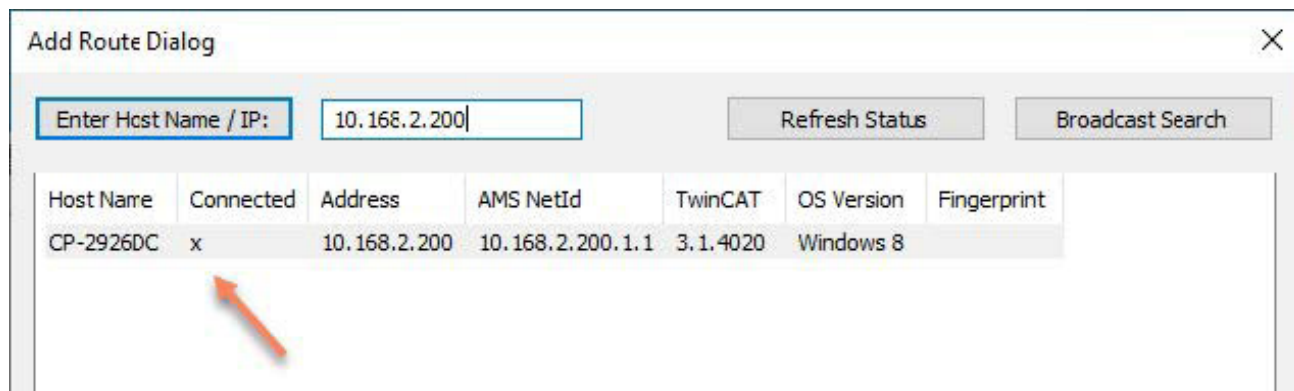 Add Route Dialog
Enter Host Name / IP: 10.168.2.200 Refresh Status Broadcast Search
Host Name Connected Address AMS NetId TwinCAT OS Version Fingerprint
CP-2926DC x 10.168.2.200 10.168.2.200.1.1 3.1.4020 Windows 8